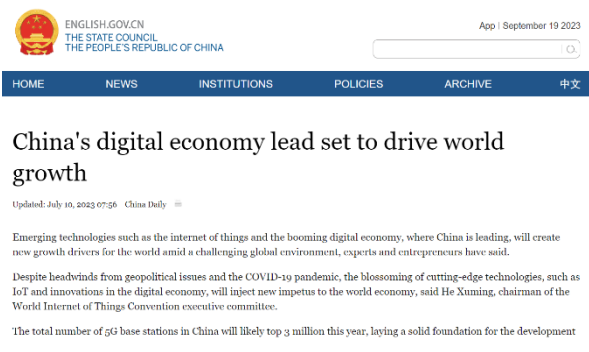 ENGLISH.GOV.CN
THE STATE COUNCIL
THE PEOPLE'S REPUBLIC OF CHINA
App | September 19 2023
HOME NEWS INSTITUTIONS POLICIES ARCHIVE 中文
China's digital economy lead set to drive world
growth
Updated: July 10, 2023 07:56 China Daily
Emerging technologies such as the internet of things and the booming digital economy, where China is leading, will create
new growth drivers for the world amid a challenging global environment, experts and entrepreneurs have said.
Despite headwinds from geopolitical issues and the COVID-19 pandemic, the blossoming of cutting-edge technologies, such as
IoT and innovations in the digital economy, will inject new impetus to the world economy, said He Xuming, chairman of the
World Internet of Things Convention executive committee.
The total number of 5G base stations in China will likely top 3 million this year, laying a solid foundation for the development